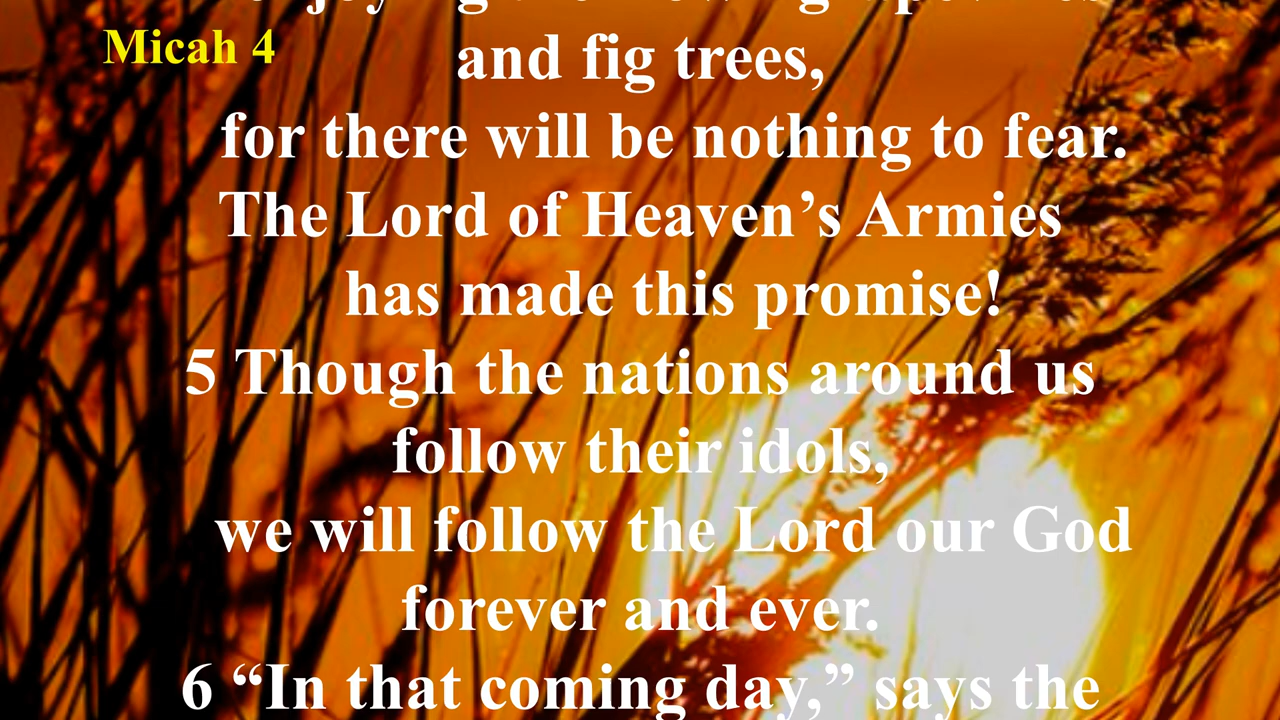 Micah 4
and fig trees,
for there will be nothing to fear.
The Lord of Heaven’s Armies
has made this promise!
5 Though the nations around us
follow their idols,
we will follow the Lord our God
forever and ever.
6 “In that coming day,” says the